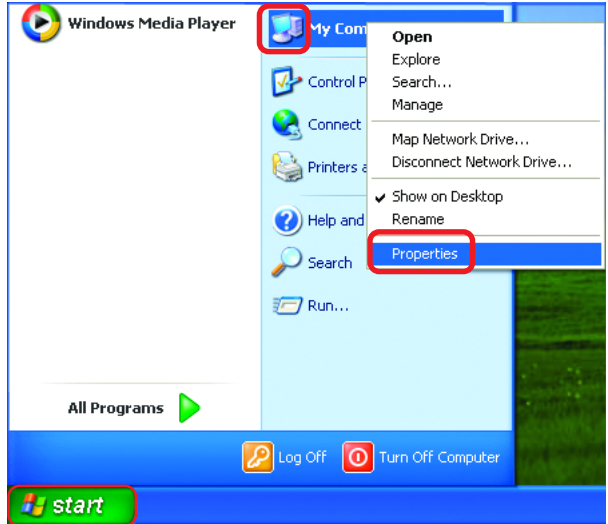 Windows Media Player
My Com
Control P
Connect
Printers a
Help and
Search
Run...
Open
Explore
Search...
Manage
Map Network Drive...
Disconnect Network Drive...
Show on Desktop
Rename
Properties
All Programs
Log Off
Turn Off Computer
start